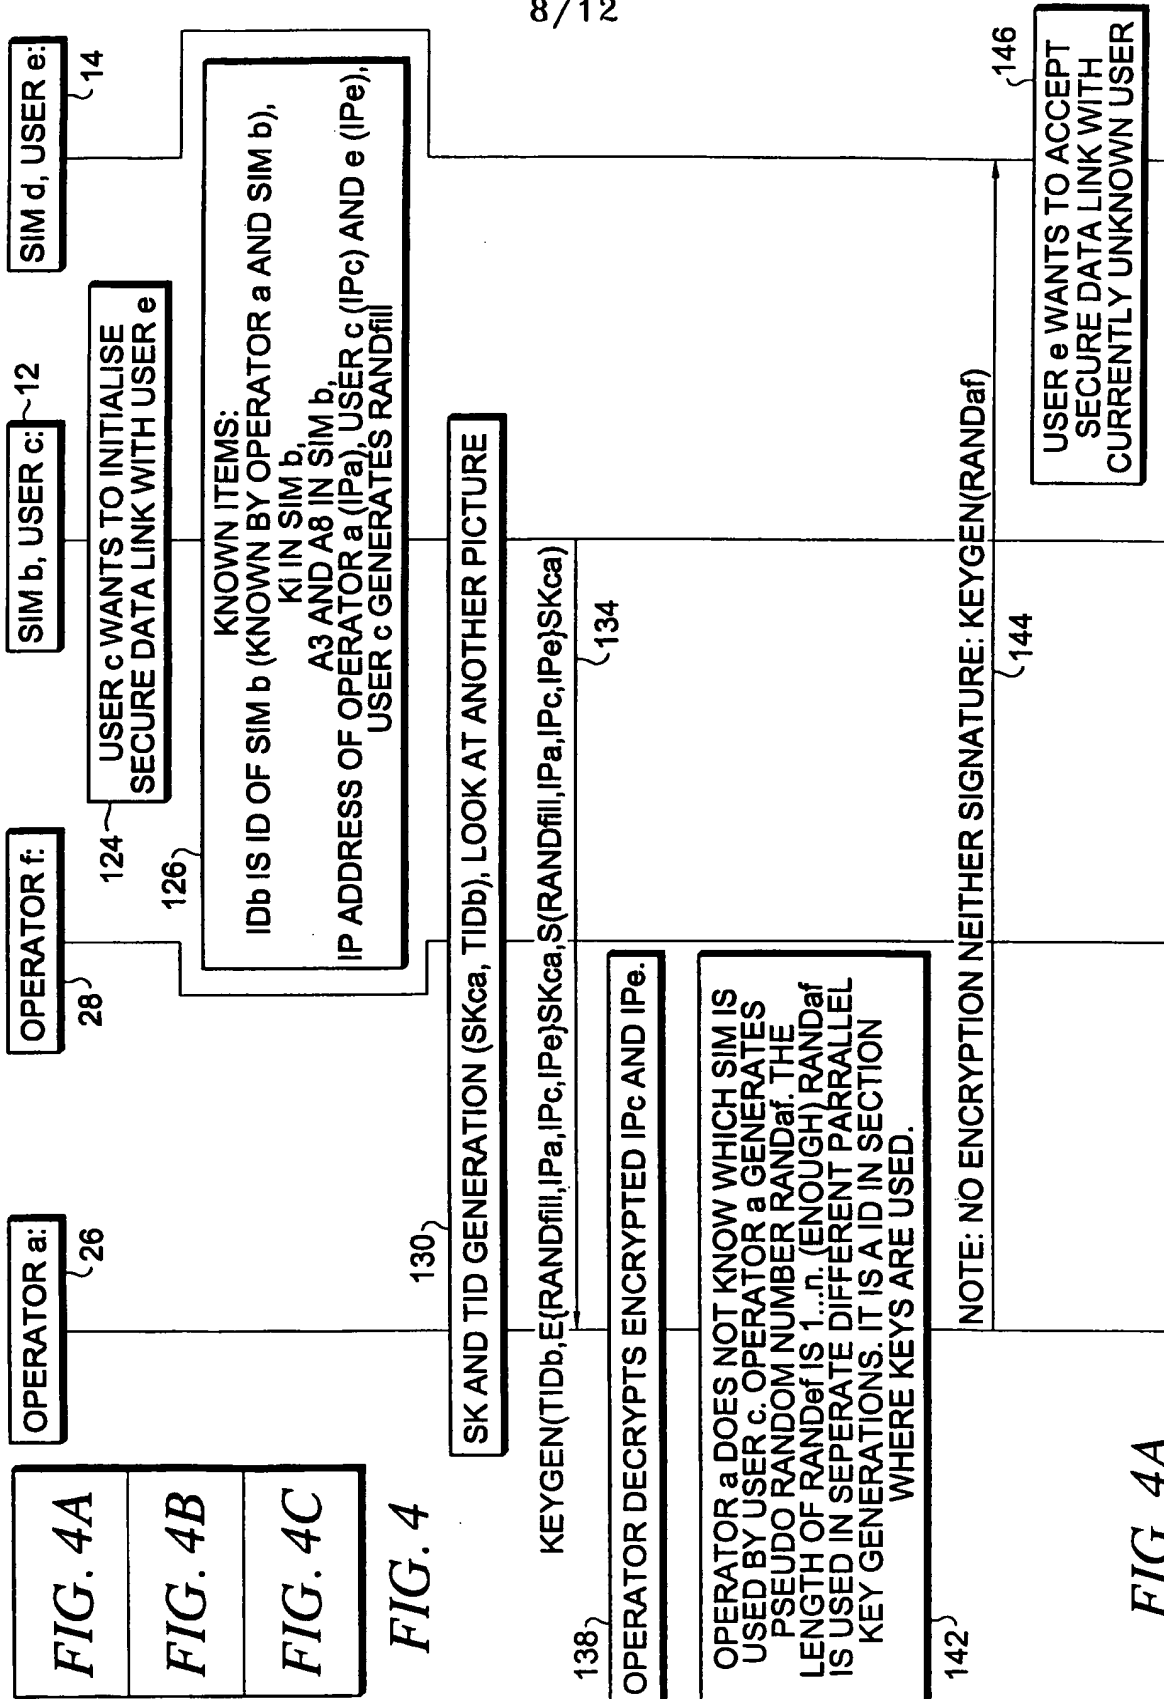 8/12
FIG. 4A
FIG. 4B
FIG. 4C
FIG. 4
OPERATOR a:
26
OPERATOR f:
28
SIM b, USER c:
12
SIM d, USER e:
14
124
USER c WANTS TO INITIALISE
SECURE DATA LINK WITH USER e
126
KNOWN ITEMS:
IDb IS ID OF SIM b (KNOWN BY OPERATOR a AND SIM b),
Ki IN SIM b,
A3 AND A8 IN SIM b,
IP ADDRESS OF OPERATOR a (IPa), USER c (IPc) AND e (IPe),
USER c GENERATES RANDfill
130
SK AND TID GENERATION (SKca, TIDb), LOOK AT ANOTHER PICTURE
KEYGEN(TIDb,E{RANDfill,IPa,IPc,IPe}SKca,S(RANDfill,IPa,IPc,IPe}SKca)
134
138
OPERATOR DECRYPTS ENCRYPTED IPc AND IPe.
OPERATOR a DOES NOT KNOW WHICH SIM IS
USED BY USER c. OPERATOR a GENERATES
PSEUDO RANDOM NUMBER RANDaf. THE
LENGTH OF RANDef IS 1...n. (ENOUGH) RANDaf
IS USED IN SEPERATE DIFFERENT PARRALEL
KEY GENERATIONS. IT IS A ID IN SECTION
WHERE KEYS ARE USED.
142
NOTE: NO ENCRYPTION NEITHER SIGNATURE: KEYGEN(RANDaf)
144
146
USER e WANTS TO ACCEPT
SECURE DATA LINK WITH
CURRENTLY UNKNOWN USER
FIG. 4A